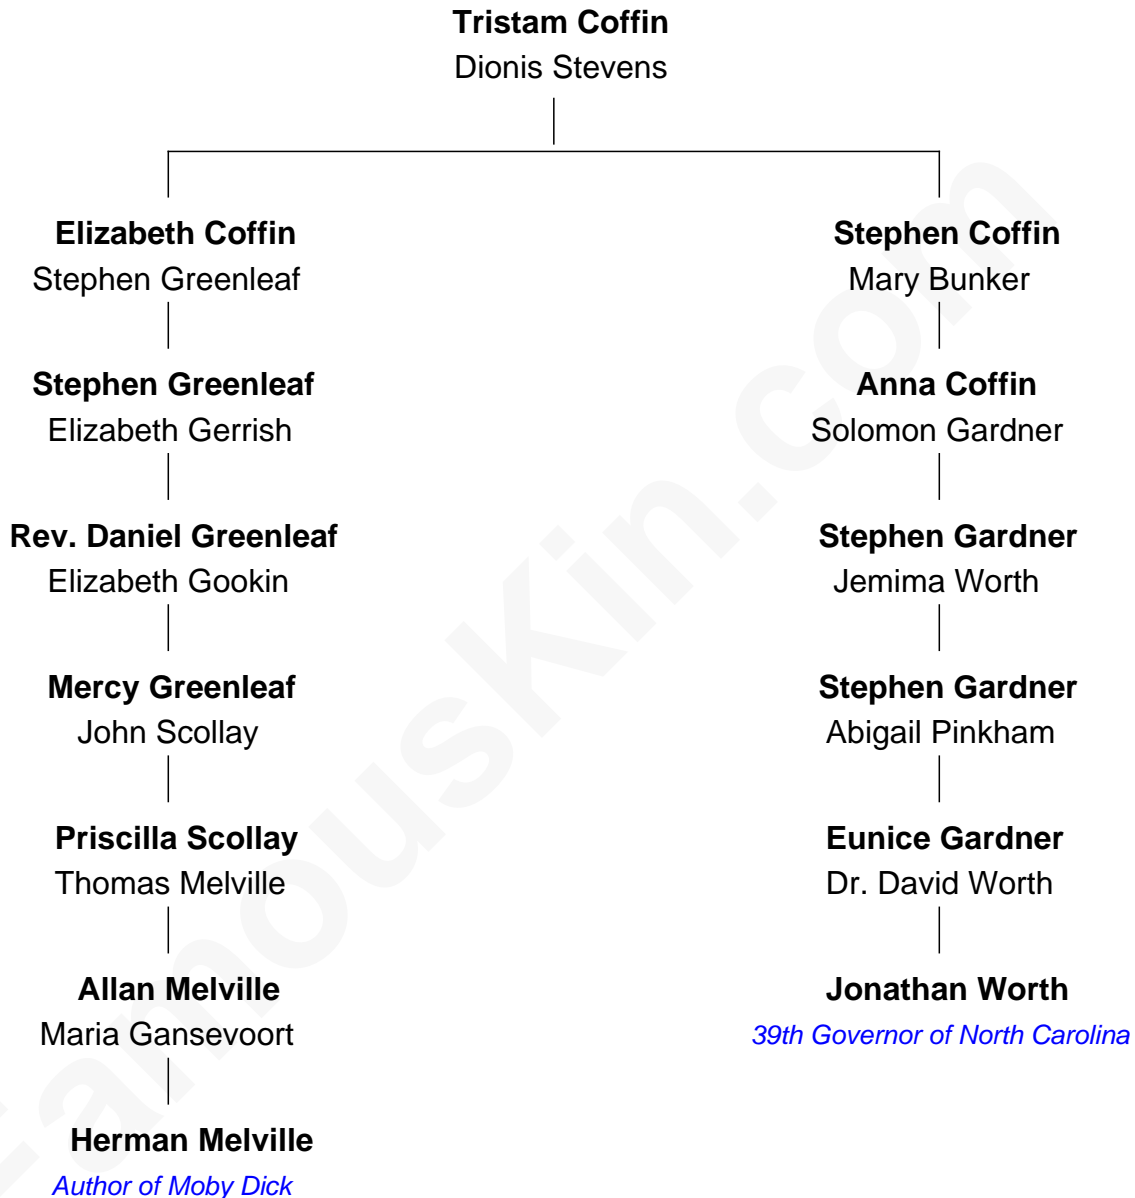 Tristam Coffin
Dionis Stevens
Elizabeth Coffin
Stephen Greenleaf
Stephen Coffin
Mary Bunker
Stephen Greenleaf
Elizabeth Gerrish
Anna Coffin
Solomon Gardner
Rev. Daniel Greenleaf
Elizabeth Gookin
Stephen Gardner
Jemima Worth
Mercy Greenleaf
John Scollay
Stephen Gardner
Abigail Pinkham
Priscilla Scollay
Thomas Melville
Eunice Gardner
Dr. David Worth
Allan Melville
Maria Gansevoort
Jonathan Worth
39th Governor of North Carolina
Herman Melville
Author of Moby Dick
FamousKin.com